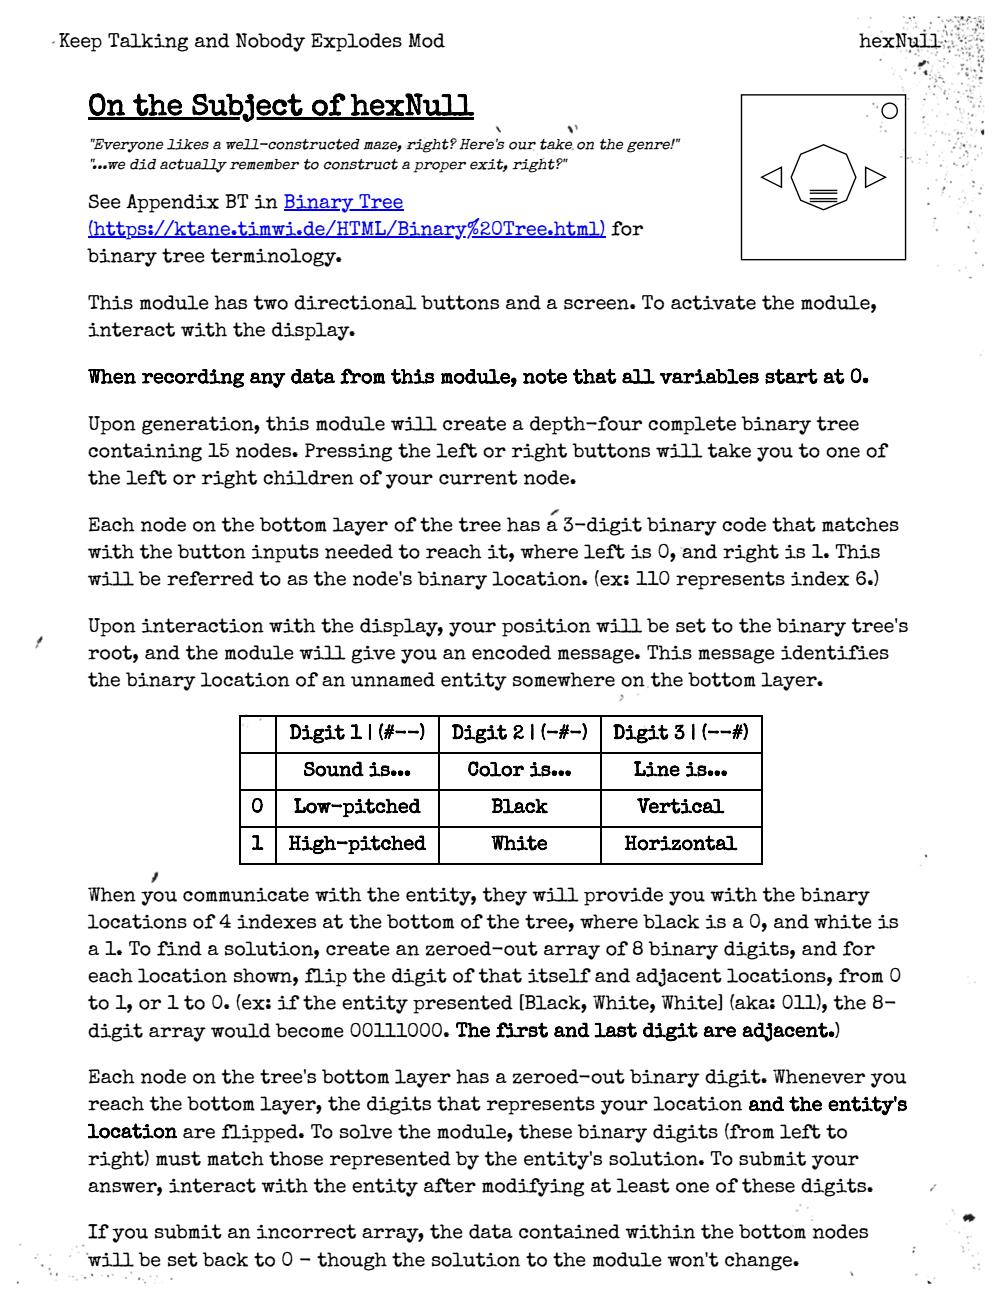 Keep Talking and Nobody Explodes Mod
hexNull
On the Subject of hexNull
"Everyone likes a well-constructed maze, right? Here's our take on the genre!"
"...we did actually remember to construct a proper exit, right?"
See Appendix BT in Binary Tree
(https://ktane.timwi.de/HTML/Binary%20Tree.html) for
binary tree terminology.
This module has two directional buttons and a screen. To activate the module,
interact with the display.
When recording any data from this module, note that all variables start at 0.
Upon generation, this module will create a depth-four complete binary tree
containing 15 nodes. Pressing the left or right buttons will take you to one of
the left or right children of your current node.
Each node on the bottom layer of the tree has a 3-digit binary code that matches
with the button inputs needed to reach it, where left is 0, and right is 1. This
will be referred to as the node's binary location. (ex: 110 represents index 6.)
Upon interaction with the display, your position will be set to the binary tree's
root, and the module will give you an encoded message. This message identifies
the binary location of an unnamed entity somewhere on the bottom layer.
Digit 1 | (#--) Digit 2 | (-#-) Digit 3 | (--#)
Sound is... Color is... Line is...
0 Low-pitched Black Vertical
1 High-pitched White Horizontal
When you communicate with the entity, they will provide you with the binary
locations of 4 indexes at the bottom of the tree, where black is a 0, and white is
a 1. To find a solution, create an zeroed-out array of 8 binary digits, and for
each location shown, flip the digit of that itself and adjacent locations, from 0
to 1, or 1 to 0. (ex: if the entity presented [Black, White, White] (aka: 011), the 8-
digit array would become 00111000. The first and last digit are adjacent.)
Each node on the tree's bottom layer has a zeroed-out binary digit. Whenever you
reach the bottom layer, the digits that represents your location and the entity's
location are flipped. To solve the module, these binary digits (from left to
right) must match those represented by the entity's solution. To submit your
answer, interact with the entity after modifying at least one of these digits.
If you submit an incorrect array, the data contained within the bottom nodes
will be set back to 0 - though the solution to the module won't change.